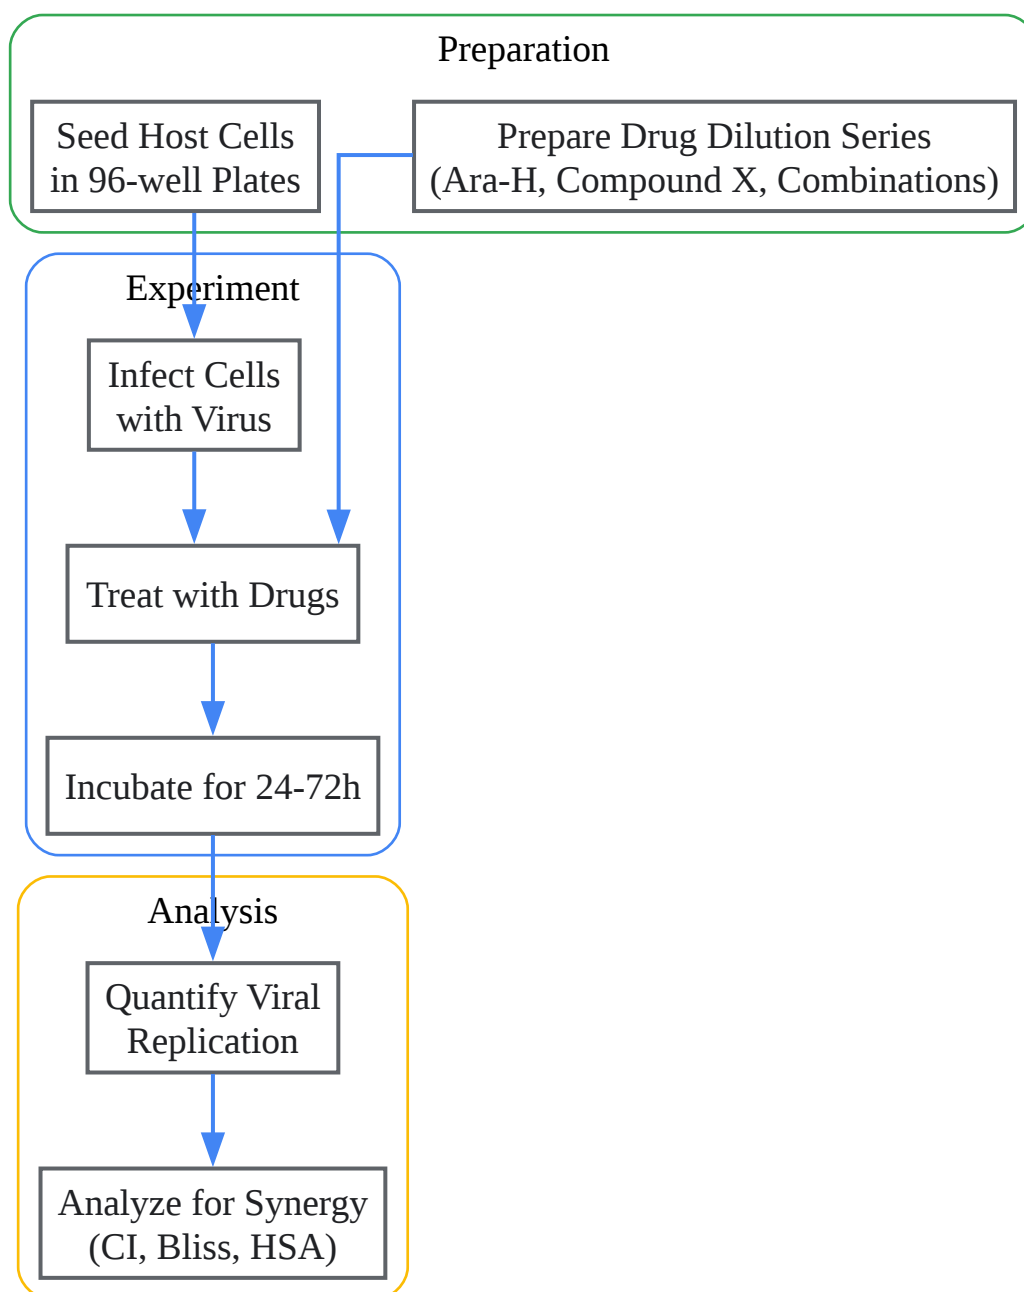 Preparation
Seed Host Cells
in 96-well Plates
Prepare Drug Dilution Series
(Ara-H, Compound X, Combinations)
Experiment
Infect Cells
with Virus
Treat with Drugs
Incubate for 24-72h
Analysis
Quantify Viral
Replication
Analyze for Synergy
(CI, Bliss, HSA)